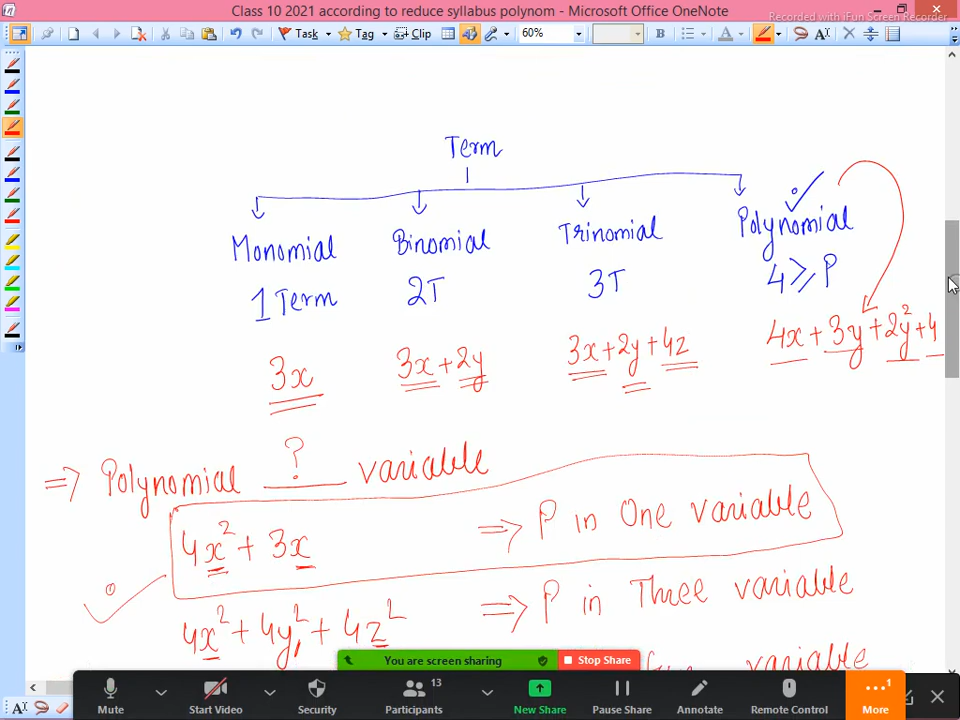 Class 10 2021 according to reduce syllabus polynom - Microsoft Office OneNote
Recorded with iFun Screen Recorder
Task Tag Clip 60% B A
Term
Monomial Binomial Trinomial Polynomial
1 Term 2T 3T 4≥P
3x 3x+2y 3x+2y+4z 4x+3y+2y²+4
⇒ Polynomial ? variable
4x² + 3x ⇒ P in One variable
4x² + 4y² + 4z² ⇒ P in Three variable
variable
You are screen sharing Stop Share
13 1
Mute Start Video Security Participants New Share Pause Share Annotate Remote Control More